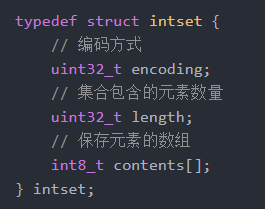 typedef struct intset {
    // 编码方式
    uint32_t encoding;
    // 集合包含的元素数量
    uint32_t length;
    // 保存元素的数组
    int8_t contents[];
} intset;